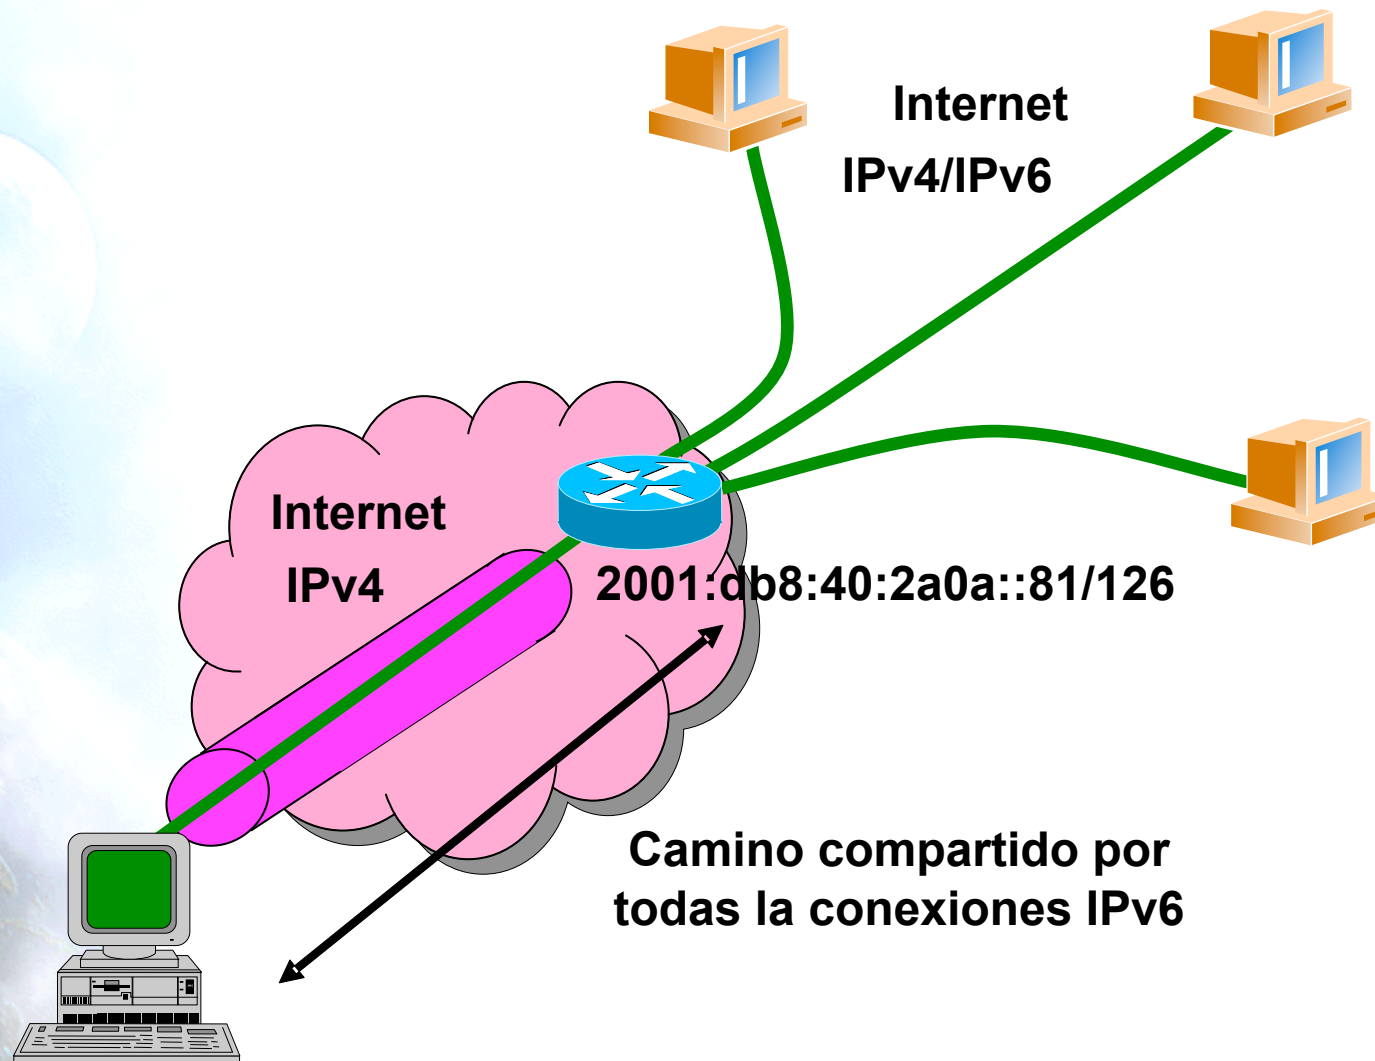 Internet
IPv4/IPv6
Internet
IPv4
2001:db8:40:2a0a::81/126
Camino compartido por
todas la conexiones IPv6